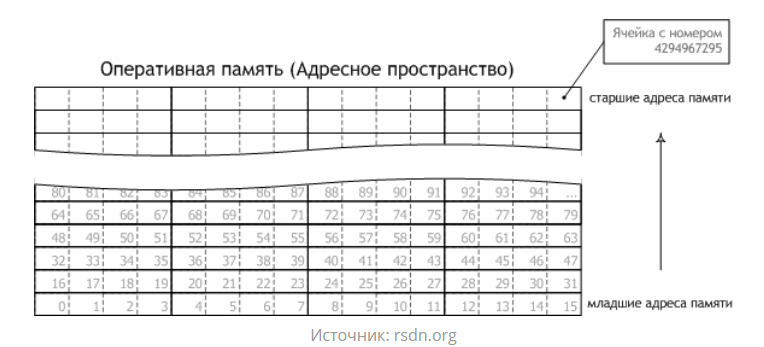 Ячейка с номером
4294967295
Оперативная память (Адресное пространство)
старшие адреса памяти
80 81 82 83 84 85 86 87 88 89 90 91 92 93 94 ...
64 65 66 67 68 69 70 71 72 73 74 75 76 77 78 79
48 49 50 51 52 53 54 55 56 57 58 59 60 61 62 63
32 33 34 35 36 37 38 39 40 41 42 43 44 45 46 47
16 17 18 19 20 21 22 23 24 25 26 27 28 29 30 31
0 1 2 3 4 5 6 7 8 9 10 11 12 13 14 15
младшие адреса памяти
Источник: rsdn.org